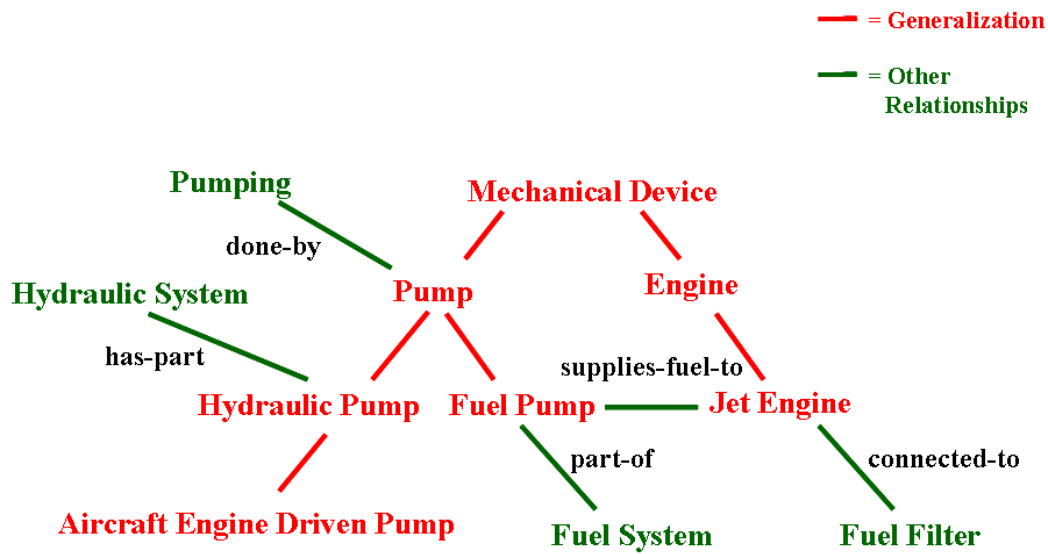 = Generalization
= Other
Relationships
Pumping
Mechanical Device
done-by
Hydraulic System
Pump
Engine
has-part
supplies-fuel-to
Hydraulic Pump
Fuel Pump
Jet Engine
part-of
connected-to
Aircraft Engine Driven Pump
Fuel System
Fuel Filter